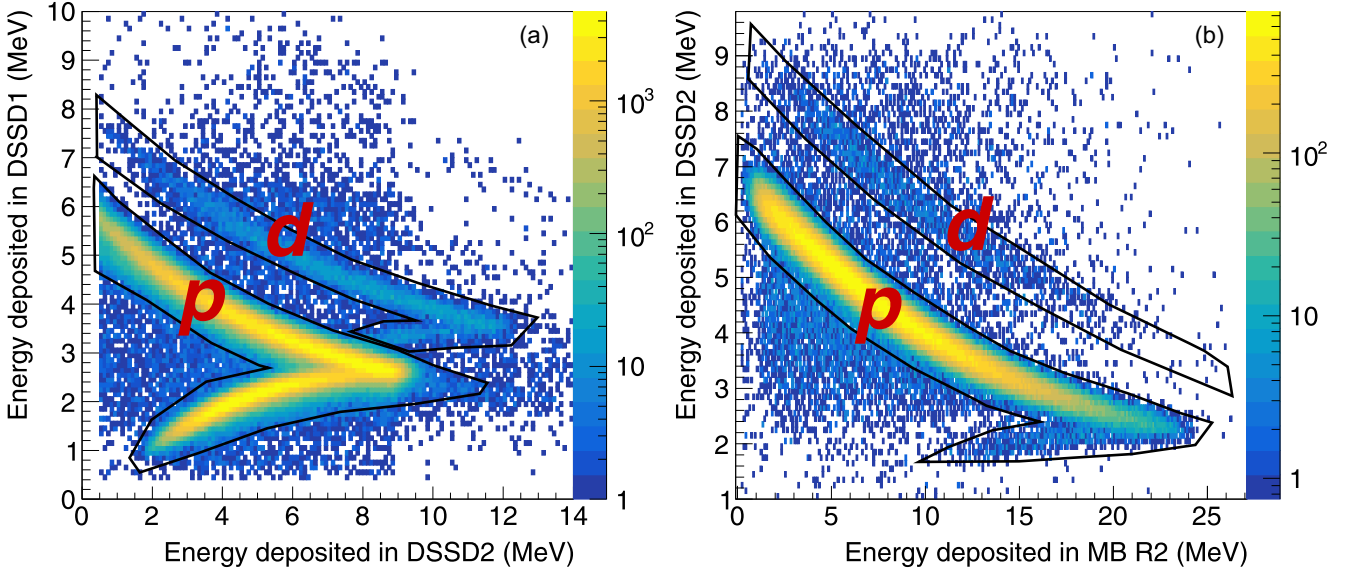 (a)
Energy deposited in DSSD1 (MeV)
10
9
8
7
6
5
4
3
2
1
0
d
p
0 2 4 6 8 10 12 14
Energy deposited in DSSD2 (MeV)
10³
10²
10
1
(b)
Energy deposited in DSSD2 (MeV)
9
8
7
6
5
4
3
2
1
d
p
0 5 10 15 20 25
Energy deposited in MB R2 (MeV)
10²
10
1